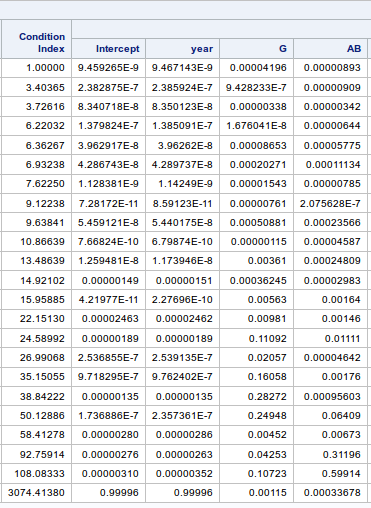 Condition
Index Intercept year G AB
1.00000 9.459265E-9 9.467143E-9 0.00004196 0.00000893
3.40365 2.382875E-7 2.385924E-7 9.428233E-7 0.00000909
3.72616 8.340718E-8 8.350123E-8 0.00000338 0.00000342
6.22032 1.379824E-7 1.385091E-7 1.676041E-8 0.00000644
6.36267 3.962917E-8 3.96262E-8 0.00008653 0.00005775
6.93238 4.286743E-8 4.289737E-8 0.00020271 0.00011134
7.62250 1.128381E-9 1.14249E-9 0.00001543 0.00000785
9.12238 7.28172E-11 8.59123E-11 0.00000761 2.075628E-7
9.63841 5.459121E-8 5.440175E-8 0.00050881 0.00023566
10.86639 7.66824E-10 6.79874E-10 0.00000115 0.00004587
13.48639 1.259481E-8 1.173946E-8 0.00361 0.00024809
14.92102 0.00000149 0.00000151 0.00036245 0.00002983
15.95885 4.21977E-11 2.27696E-10 0.00563 0.00164
22.15130 0.00002463 0.00002462 0.00981 0.00146
24.58992 0.00000189 0.00000189 0.11092 0.01111
26.99068 2.536855E-7 2.539135E-7 0.02057 0.00004642
35.15055 9.718295E-7 9.762402E-7 0.16058 0.00176
38.84222 0.00000135 0.00000135 0.28272 0.00095603
50.12886 1.736886E-7 2.357361E-7 0.24948 0.06409
58.41278 0.00000280 0.00000286 0.00452 0.00673
92.75914 0.00000276 0.00000263 0.04253 0.31196
108.08333 0.00000310 0.00000352 0.10723 0.59914
3074.41380 0.99996 0.99996 0.00115 0.00033678